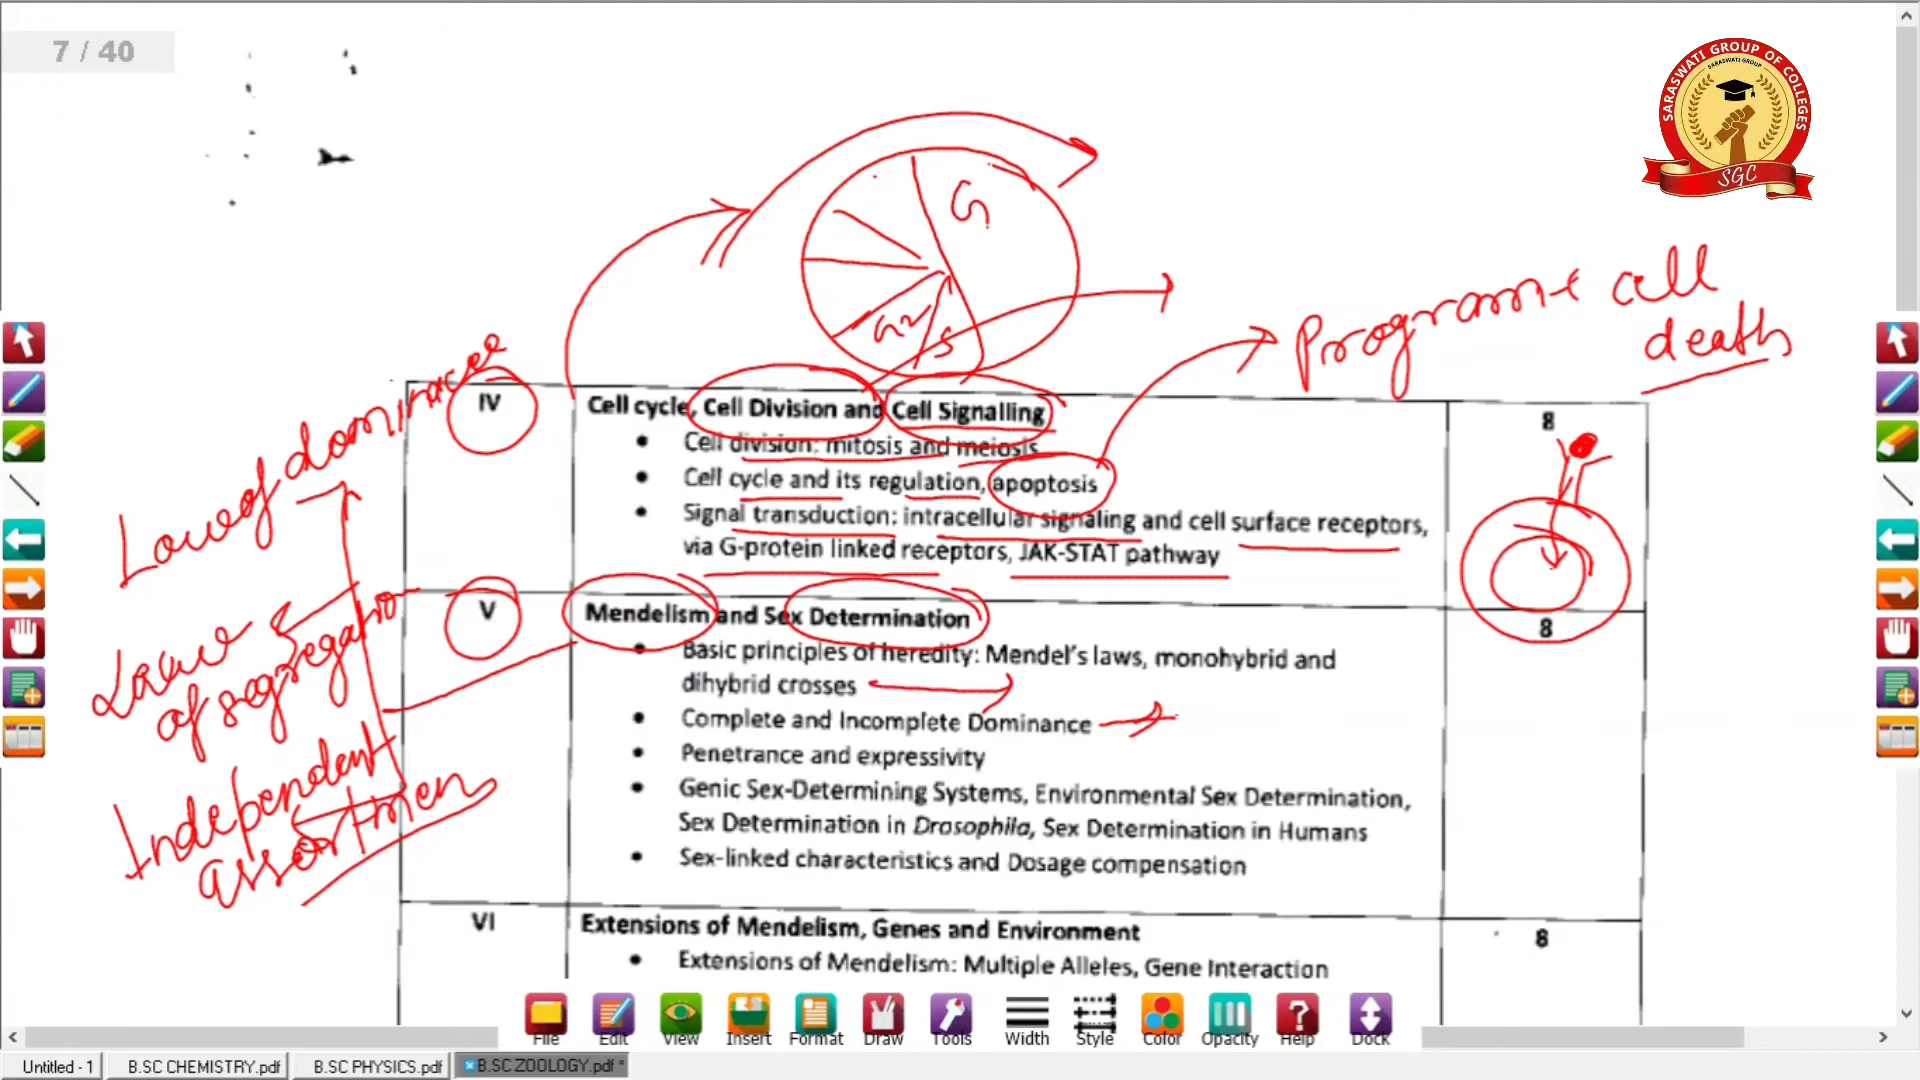 7 / 40
SARASWATI GROUP OF COLLEGES
SARASWATI GROUP
SGC
G1
G2
S
Program+ cell
death
Law of dominance
Law
of segregation
Independent
assortmen
IV
Cell cycle, Cell Division and Cell Signalling
8
• Cell division: mitosis and meiosis
• Cell cycle and its regulation, apoptosis
• Signal transduction: intracellular signaling and cell surface receptors,
via G-protein linked receptors, JAK-STAT pathway
V
Mendelism and Sex Determination
8
• Basic principles of heredity: Mendel's laws, monohybrid and
dihybrid crosses
• Complete and Incomplete Dominance
• Penetrance and expressivity
• Genic Sex-Determining Systems, Environmental Sex Determination,
Sex Determination in Drosophila, Sex Determination in Humans
• Sex-linked characteristics and Dosage compensation
VI
Extensions of Mendelism, Genes and Environment
8
• Extensions of Mendelism: Multiple Alleles, Gene Interaction
File Edit View Insert Format Draw Tools Width Style Color Opacity Help Dock
Untitled - 1 B.SC CHEMISTRY.pdf B.SC PHYSICS.pdf B.SC ZOOLOGY.pdf *